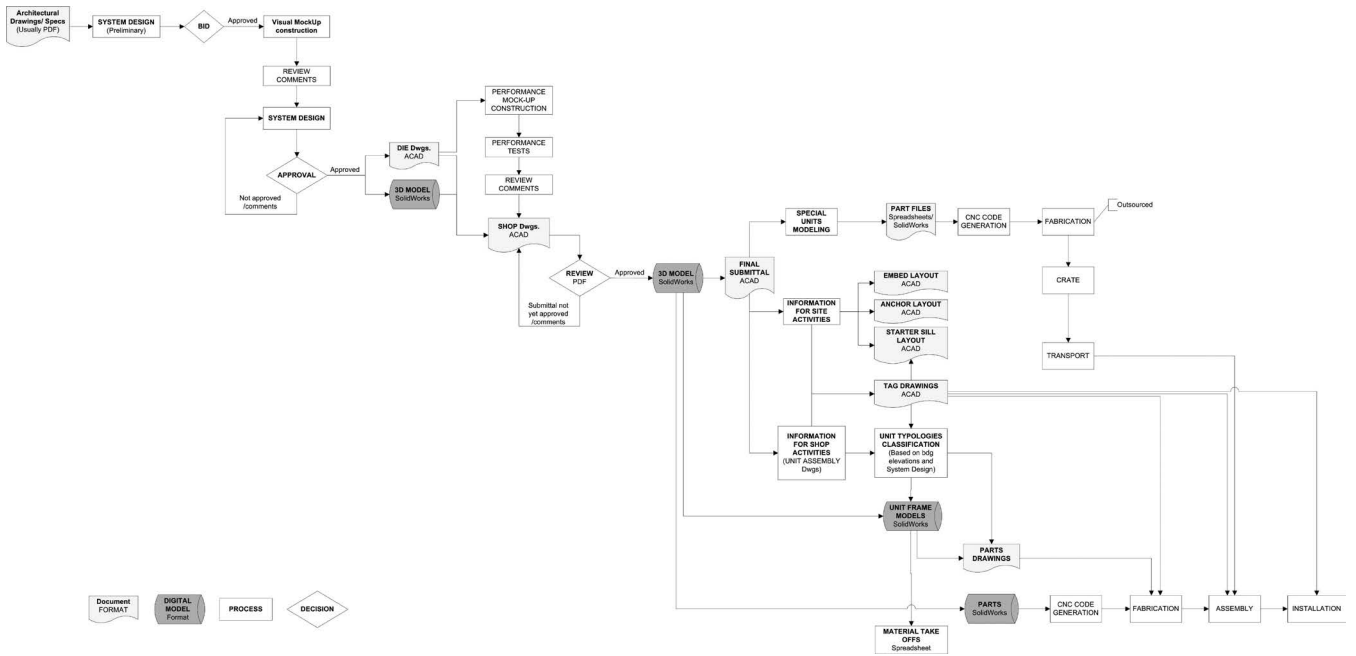 Architectural
Drawings/ Specs
(Usually PDF)
SYSTEM DESIGN
(Preliminary)
BID
Approved
Visual MockUp
construction
REVIEW
COMMENTS
SYSTEM DESIGN
APPROVAL
Approved
Not approved
/comments
DIE Dwgs.
ACAD
3D MODEL
SolidWorks
PERFORMANCE
MOCK-UP
CONSTRUCTION
PERFORMANCE
TESTS
REVIEW
COMMENTS
SHOP Dwgs.
ACAD
REVIEW
PDF
Approved
Submittal not
yet approved
/comments
3D MODEL
SolidWorks
FINAL
SUBMITTAL
ACAD
SPECIAL
UNITS
MODELING
PART FILES
Spreadsheets/
SolidWorks
CNC CODE
GENERATION
FABRICATION
Outsourced
CRATE
TRANSPORT
INFORMATION
FOR SITE
ACTIVITIES
EMBED LAYOUT
ACAD
ANCHOR LAYOUT
ACAD
STARTER SILL
LAYOUT
ACAD
TAG DRAWINGS
ACAD
INFORMATION
FOR SHOP
ACTIVITIES
(UNIT ASSEMBLY
Dwgs)
UNIT TYPOLOGIES
CLASSIFICATION
(Based on bdg
elevations and
System Design)
UNIT FRAME
MODELS
SolidWorks
PARTS
DRAWINGS
PARTS
SolidWorks
CNC CODE
GENERATION
FABRICATION
ASSEMBLY
INSTALLATION
MATERIAL TAKE
OFFS
Spreadsheet
Document
FORMAT
DIGITAL
MODEL
Format
PROCESS
DECISION